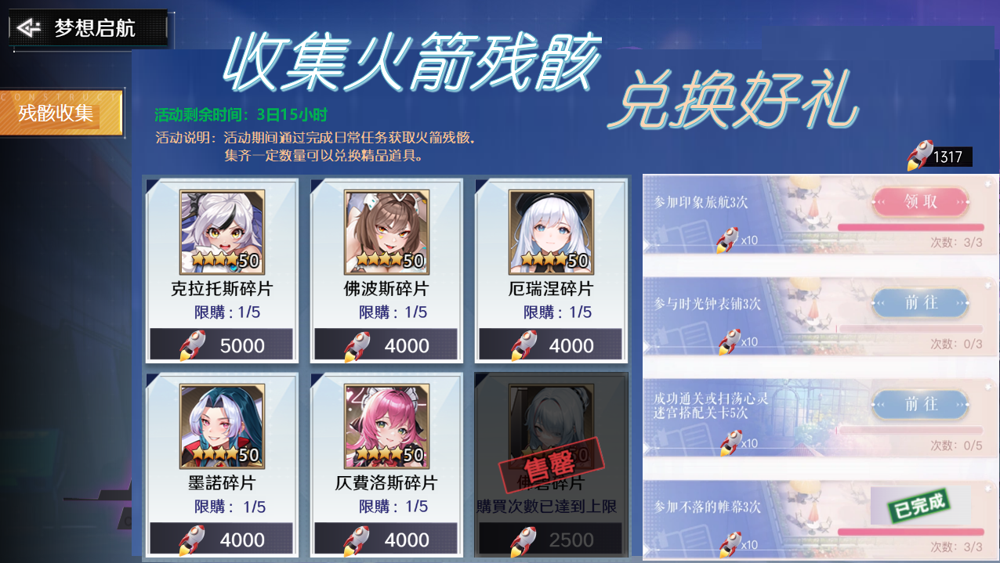 梦想启航
CONSTRUCT
残骸收集
收集火箭残骸
兑换好礼
活动剩余时间：3日15小时
活动说明：活动期间通过完成日常任务获取火箭残骸。
集齐一定数量可以兑换精品道具。
1317
50
克拉托斯碎片
限購：1/5
5000
50
佛波斯碎片
限購：1/5
4000
50
厄瑞涅碎片
限購：1/5
4000
50
墨諾碎片
限購：1/5
4000
50
仄費洛斯碎片
限購：1/5
4000
50
售罄
碎片
購買次數已達到上限
2500
参加印象旅航3次
领取
x10
次数：3/3
参与时光钟表铺3次
前往
x10
次数：0/3
成功通关或扫荡心灵
迷宫搭配关卡5次
前往
x10
次数：0/5
参加不落的帷幕3次
已完成
x10
次数：3/3